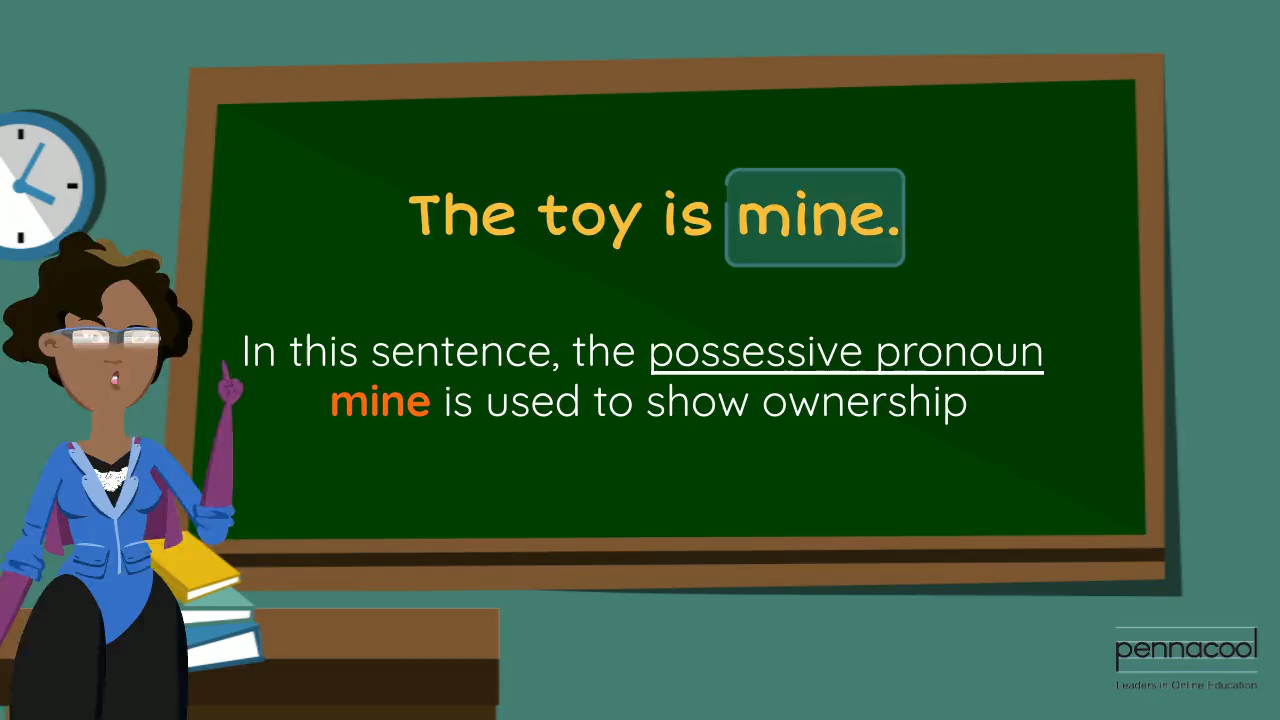 The toy is mine.
In this sentence, the possessive pronoun
mine is used to show ownership
pennacool
Leaders in Online Education